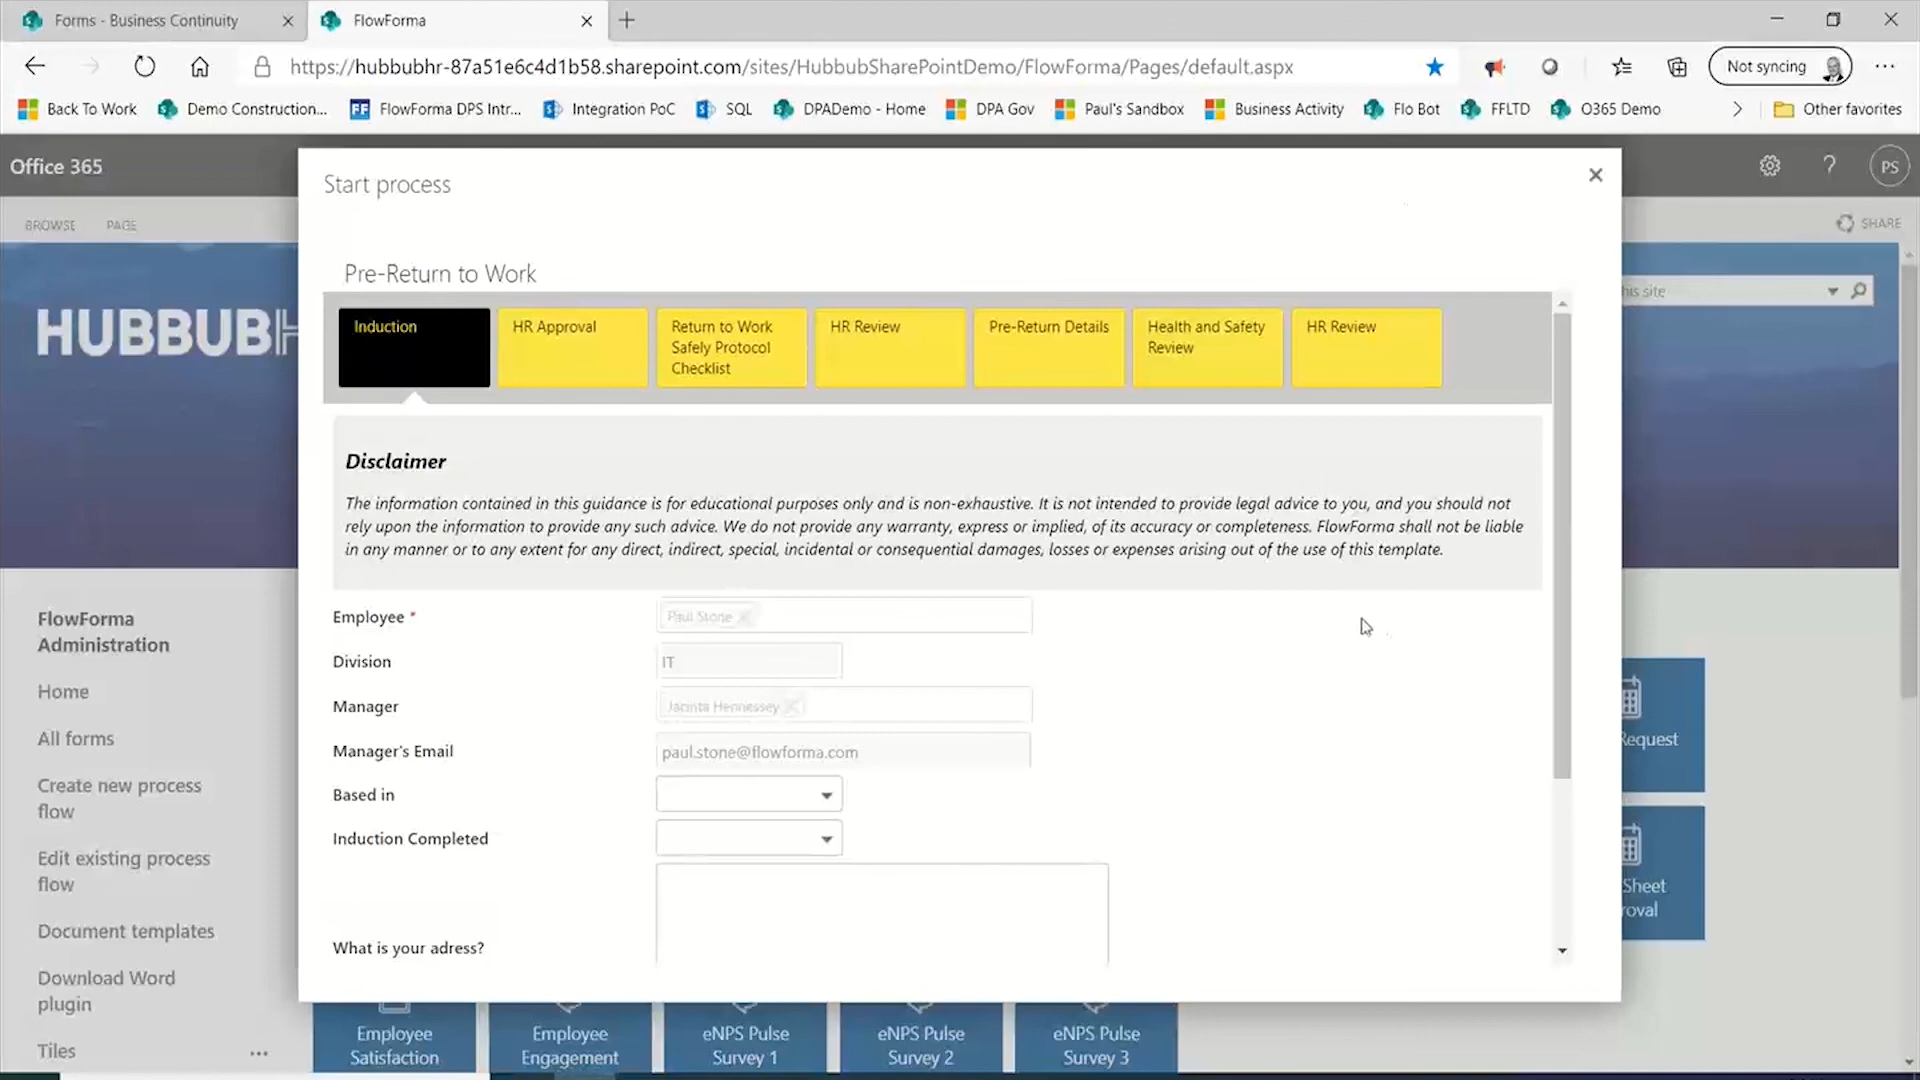 Forms - Business Continuity
FlowForma
https://hubbubhr-87a51e6c4d1b58.sharepoint.com/sites/HubbubSharePointDemo/FlowForma/Pages/default.aspx
Not syncing
Back To Work
Demo Construction...
FF
FlowForma DPS Intr...
Integration PoC
SQL
DPADemo - Home
DPA Gov
Paul's Sandbox
Business Activity
Flo Bot
FFLTD
O365 Demo
Other favorites
Office 365
?
PS
BROWSE
PAGE
SHARE
HUBBUBH
his site
Start process
Pre-Return to Work
Induction
HR Approval
Return to Work
Safely Protocol
Checklist
HR Review
Pre-Return Details
Health and Safety
Review
HR Review
Disclaimer
The information contained in this guidance is for educational purposes only and is non-exhaustive. It is not intended to provide legal advice to you, and you should not
rely upon the information to provide any such advice. We do not provide any warranty, express or implied, of its accuracy or completeness. FlowForma shall not be liable
in any manner or to any extent for any direct, indirect, special, incidental or consequential damages, losses or expenses arising out of the use of this template.
Employee *
Paul Stone
Division
IT
Manager
Jacinta Hennessey
Manager's Email
paul.stone@flowforma.com
Based in
Induction Completed
What is your adress?
FlowForma
Administration
Home
All forms
Create new process
flow
Edit existing process
flow
Document templates
Download Word
plugin
Tiles
...
Request
Sheet
roval
Employee
Satisfaction
Employee
Engagement
eNPS Pulse
Survey 1
eNPS Pulse
Survey 2
eNPS Pulse
Survey 3